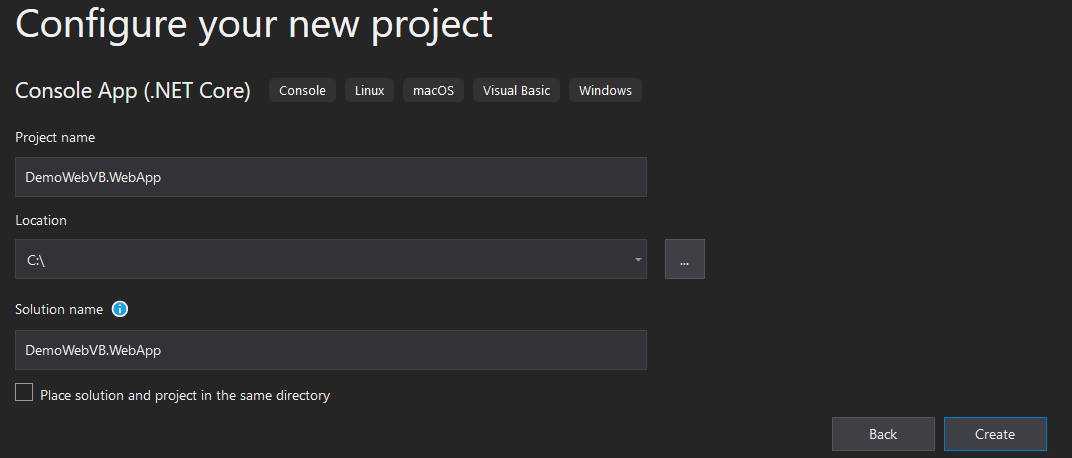 Configure your new project
Console App (.NET Core) Console Linux macOS Visual Basic Windows
Project name
DemoWebVB.WebApp
Location
C:\
...
Solution name
DemoWebVB.WebApp
Place solution and project in the same directory
Back Create